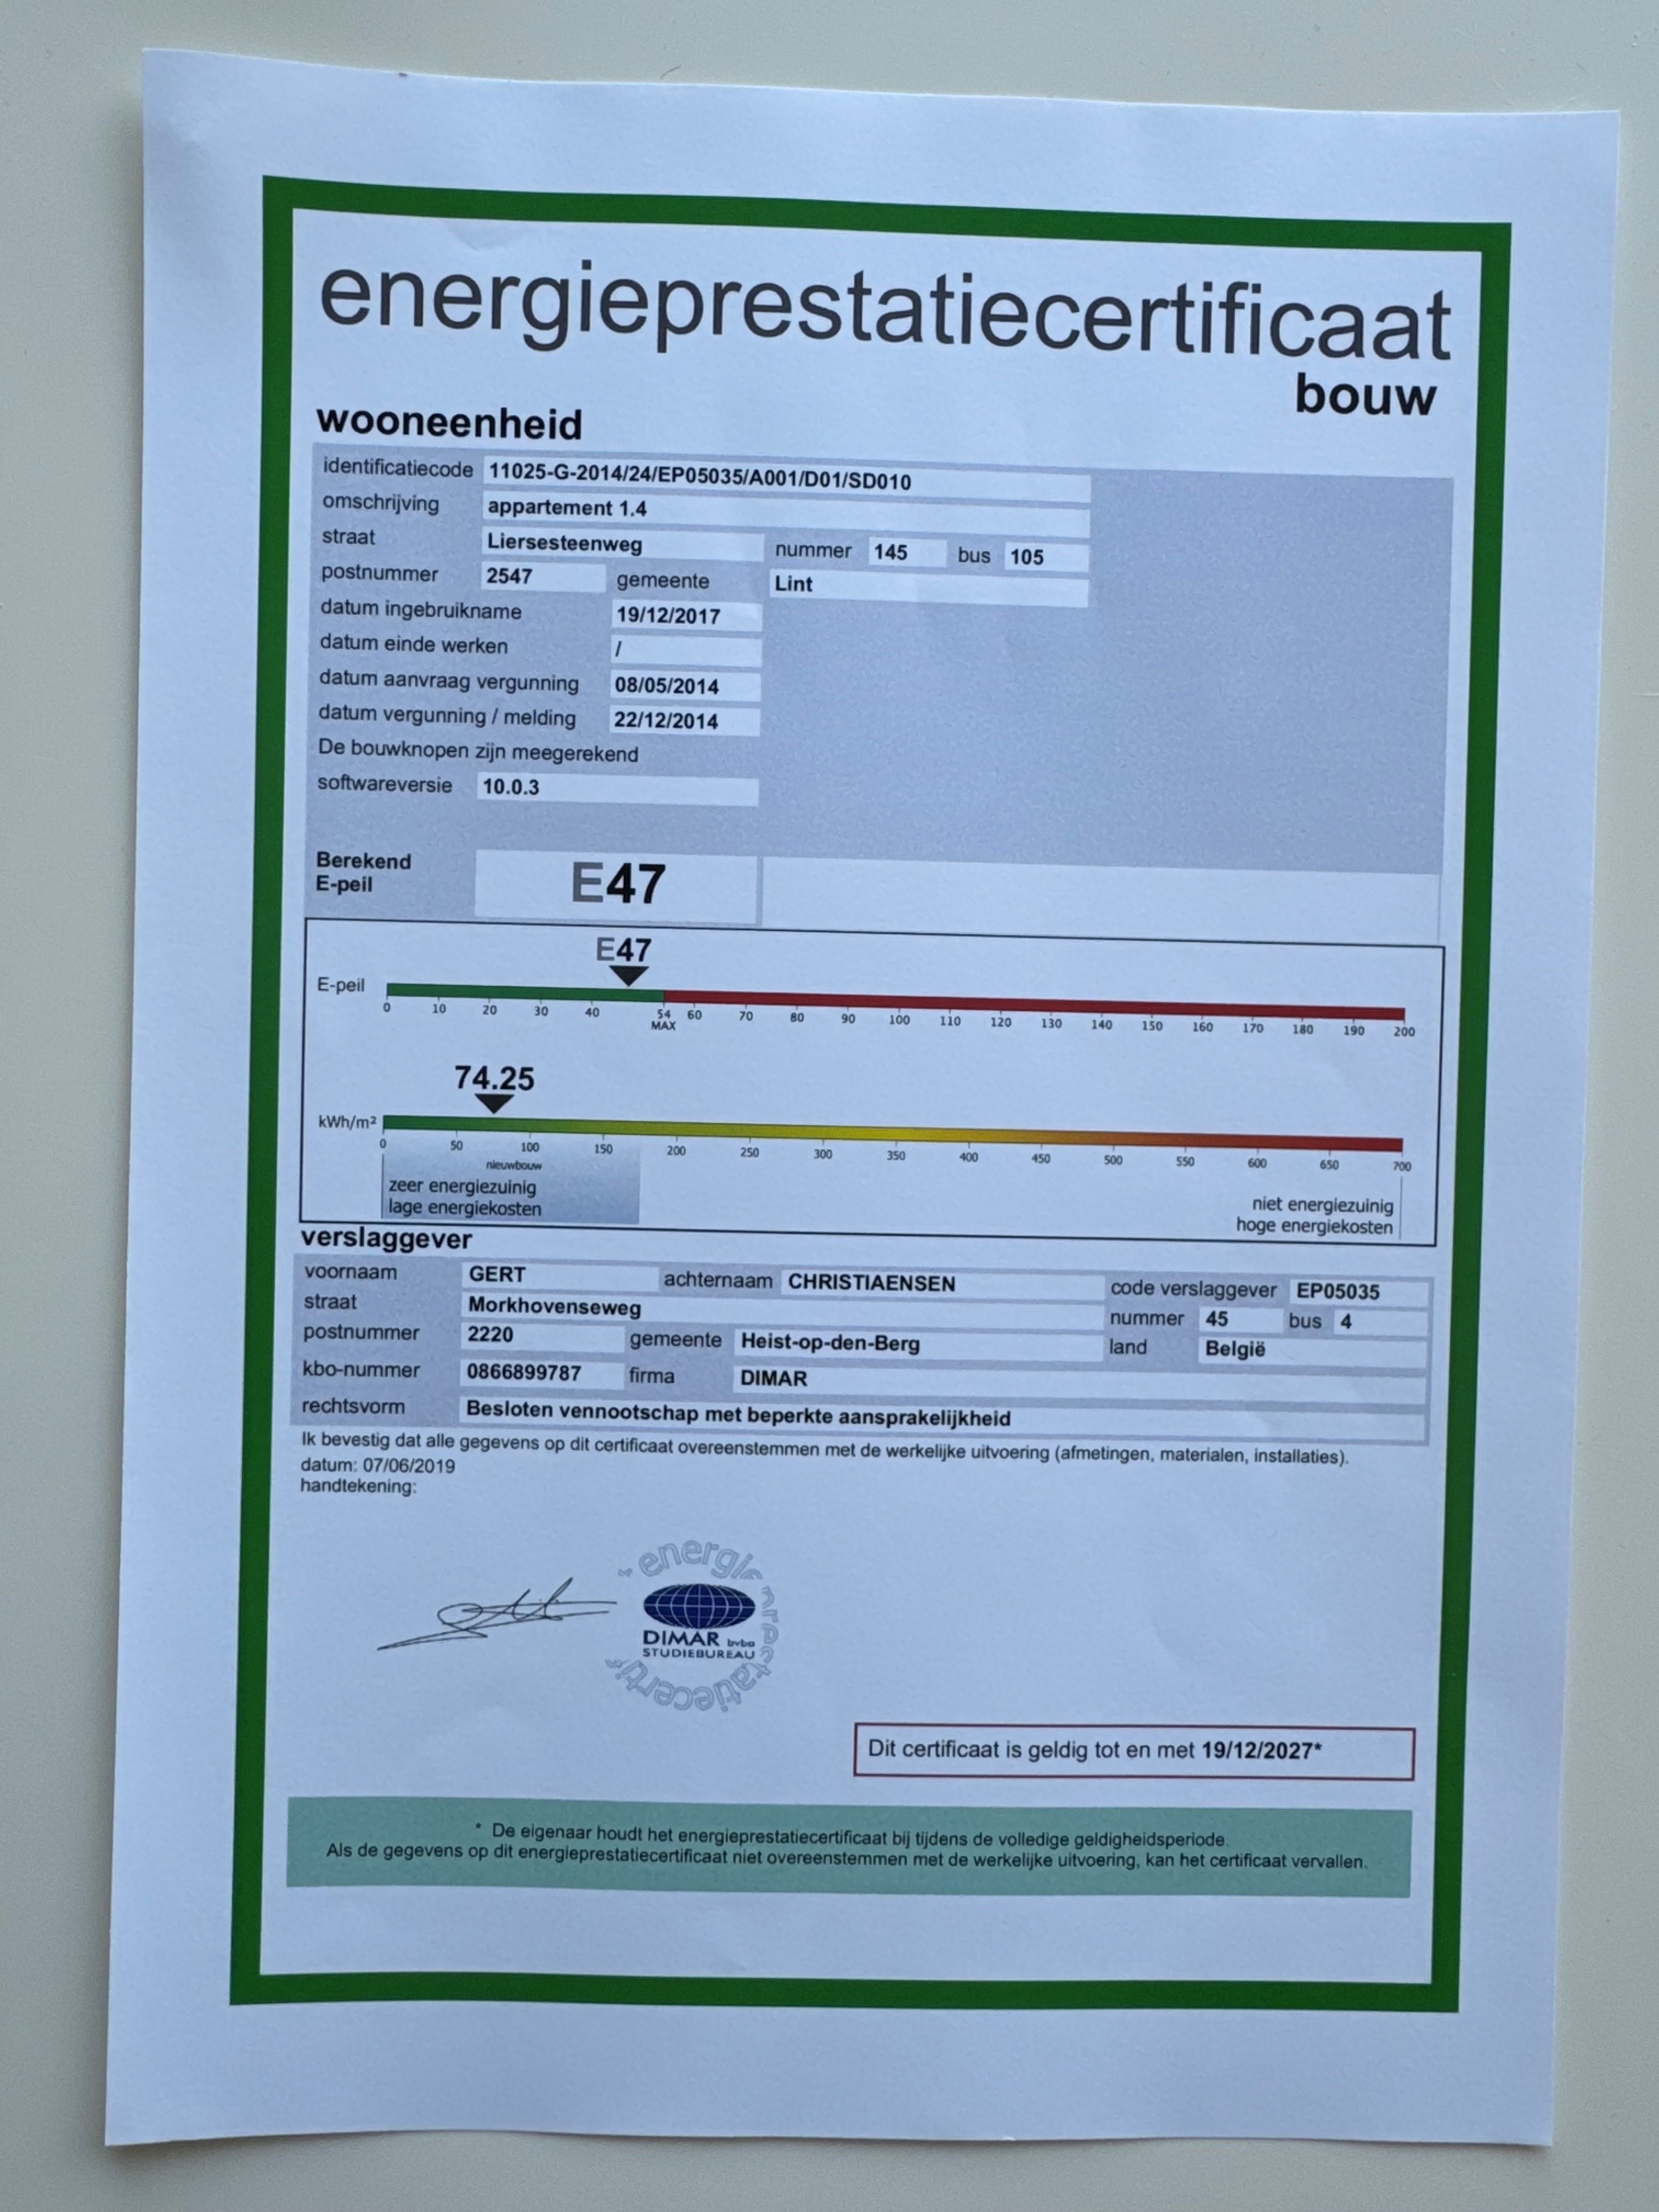 energieprestatiecertificaat
bouw
wooneenheid
identificatiecode 11025-G-2014/24/EP05035/A001/D01/SD010
omschrijving appartement 1.4
straat Liersesteenweg nummer 145 bus 105
postnummer 2547 gemeente Lint
datum ingebruikname 19/12/2017
datum einde werken /
datum aanvraag vergunning 08/05/2014
datum vergunning / melding 22/12/2014
De bouwknopen zijn meegerekend
softwareversie 10.0.3
Berekend
E-peil
E47
E47
E-peil
0 10 20 30 40 54 60 70 80 90 100 110 120 130 140 150 160 170 180 190 200
MAX
74.25
kWh/m²
0 50 100 150 200 250 300 350 400 450 500 550 600 650 700
nieuwbouw
zeer energiezuinig niet energiezuinig
lage energiekosten hoge energiekosten
verslaggever
voornaam GERT achternaam CHRISTIAENSEN code verslaggever EP05035
straat Morkhovenseweg nummer 45 bus 4
postnummer 2220 gemeente Heist-op-den-Berg land België
kbo-nummer 0866899787 firma DIMAR
rechtsvorm Besloten vennootschap met beperkte aansprakelijkheid
Ik bevestig dat alle gegevens op dit certificaat overeenstemmen met de werkelijke uitvoering (afmetingen, materialen, installaties).
datum: 07/06/2019
handtekening:
DIMAR bvba
STUDIEBUREAU
Dit certificaat is geldig tot en met 19/12/2027*
* De eigenaar houdt het energieprestatiecertificaat bij tijdens de volledige geldigheidsperiode.
Als de gegevens op dit energieprestatiecertificaat niet overeenstemmen met de werkelijke uitvoering, kan het certificaat vervallen.